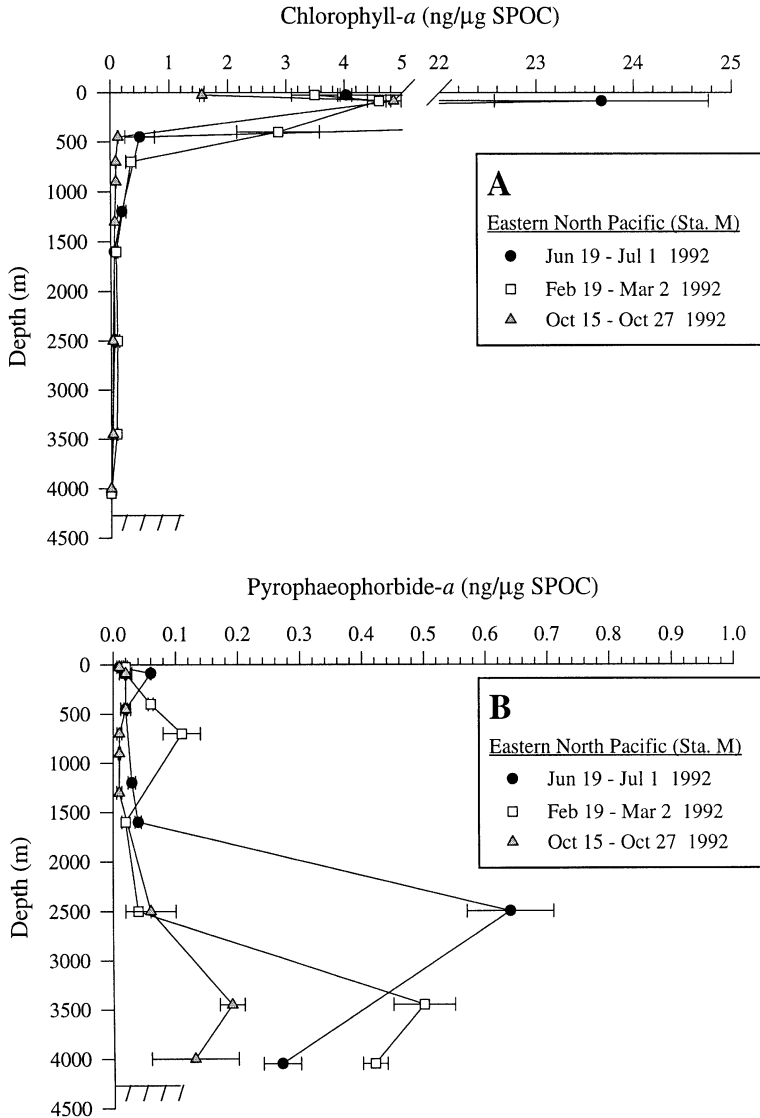 Chlorophyll-a (ng/µg SPOC)
0 1 2 3 4 5 22 23 24 25
0
500
1000
1500
2000
2500
3000
3500
4000
4500
Depth (m)
A
Eastern North Pacific (Sta. M)
Jun 19 - Jul 1 1992
Feb 19 - Mar 2 1992
Oct 15 - Oct 27 1992
Pyrophaeophorbide-a (ng/µg SPOC)
0.0 0.1 0.2 0.3 0.4 0.5 0.6 0.7 0.8 0.9 1.0
0
500
1000
1500
2000
2500
3000
3500
4000
4500
Depth (m)
B
Eastern North Pacific (Sta. M)
Jun 19 - Jul 1 1992
Feb 19 - Mar 2 1992
Oct 15 - Oct 27 1992